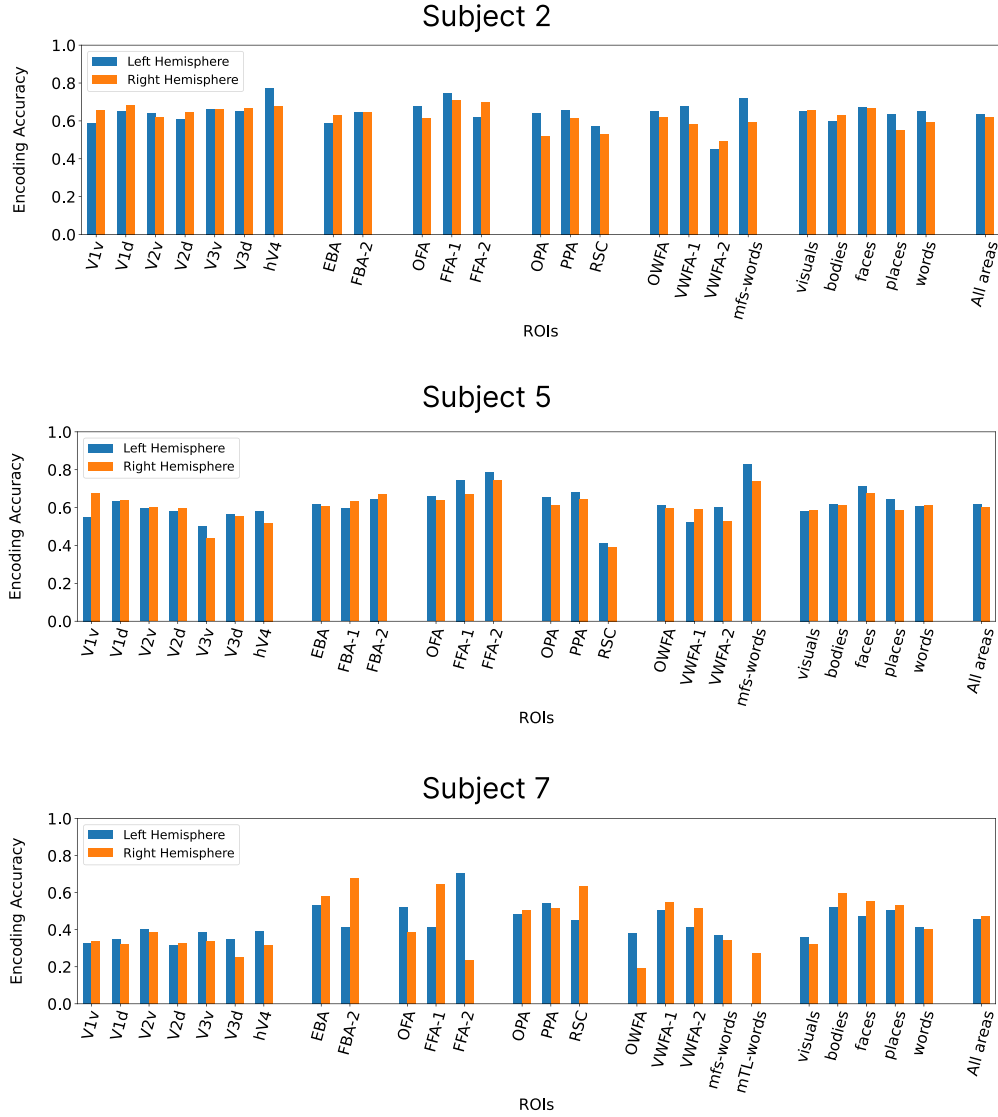 Subject 2
1.0
0.8
0.6
0.4
0.2
0.0
Encoding Accuracy
Left Hemisphere
Right Hemisphere
V1v
V1d
V2v
V2d
V3v
V3d
hV4
EBA
FBA-2
OFA
FFA-1
FFA-2
OPA
PPA
RSC
OWFA
VWFA-1
VWFA-2
mfs-words
visuals
bodies
faces
places
words
All areas
ROIs
Subject 5
1.0
0.8
0.6
0.4
0.2
0.0
Encoding Accuracy
Left Hemisphere
Right Hemisphere
V1v
V1d
V2v
V2d
V3v
V3d
hV4
EBA
FBA-1
FBA-2
OFA
FFA-1
FFA-2
OPA
PPA
RSC
OWFA
VWFA-1
VWFA-2
mfs-words
visuals
bodies
faces
places
words
All areas
ROIs
Subject 7
1.0
0.8
0.6
0.4
0.2
0.0
Encoding Accuracy
Left Hemisphere
Right Hemisphere
V1v
V1d
V2v
V2d
V3v
V3d
hV4
EBA
FBA-2
OFA
FFA-1
FFA-2
OPA
PPA
RSC
OWFA
VWFA-1
VWFA-2
mfs-words
mTL-words
visuals
bodies
faces
places
words
All areas
ROIs